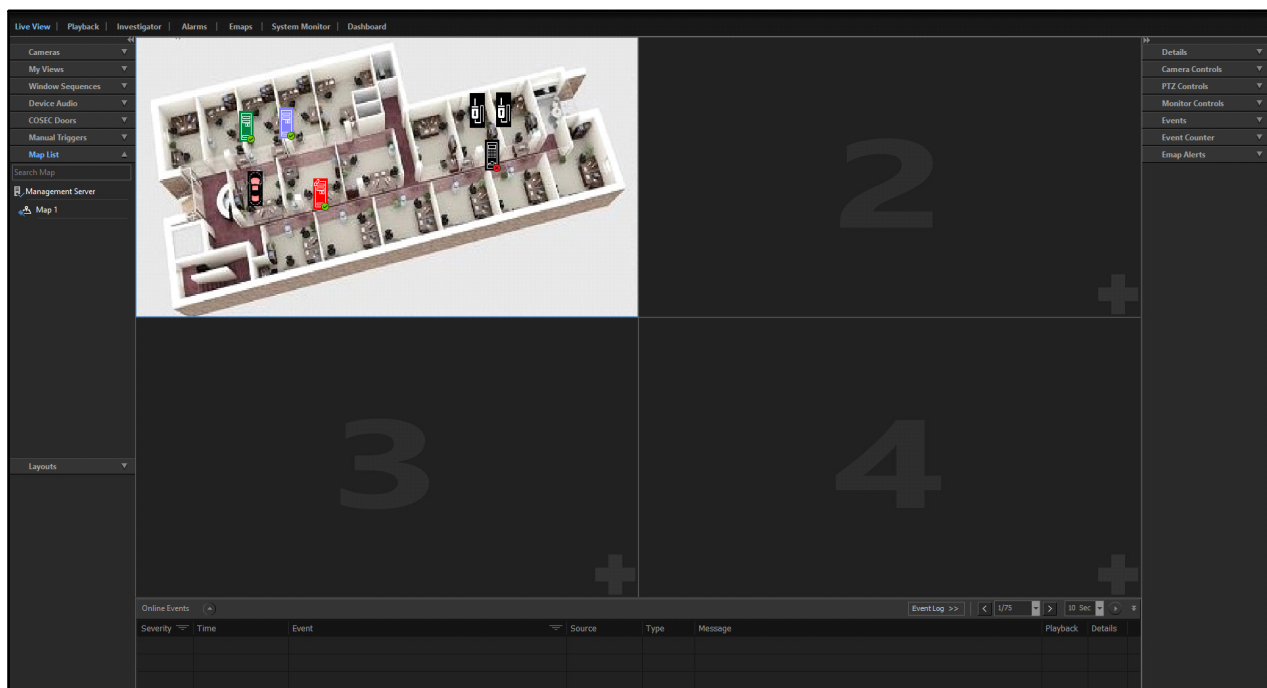 Live View | Playback | Investigator | Alarms | Emaps | System Monitor | Dashboard
Cameras
My Views
Window Sequences
Device Audio
COSEC Doors
Manual Triggers
Map List
Search Map
Management Server
Map 1
Layouts
2
3
4
Details
Camera Controls
PTZ Controls
Monitor Controls
Events
Event Counter
Emap Alerts
Online Events
Event Log >>
1/75
10 Sec
Severity Time Event Source Type Message Playback Details